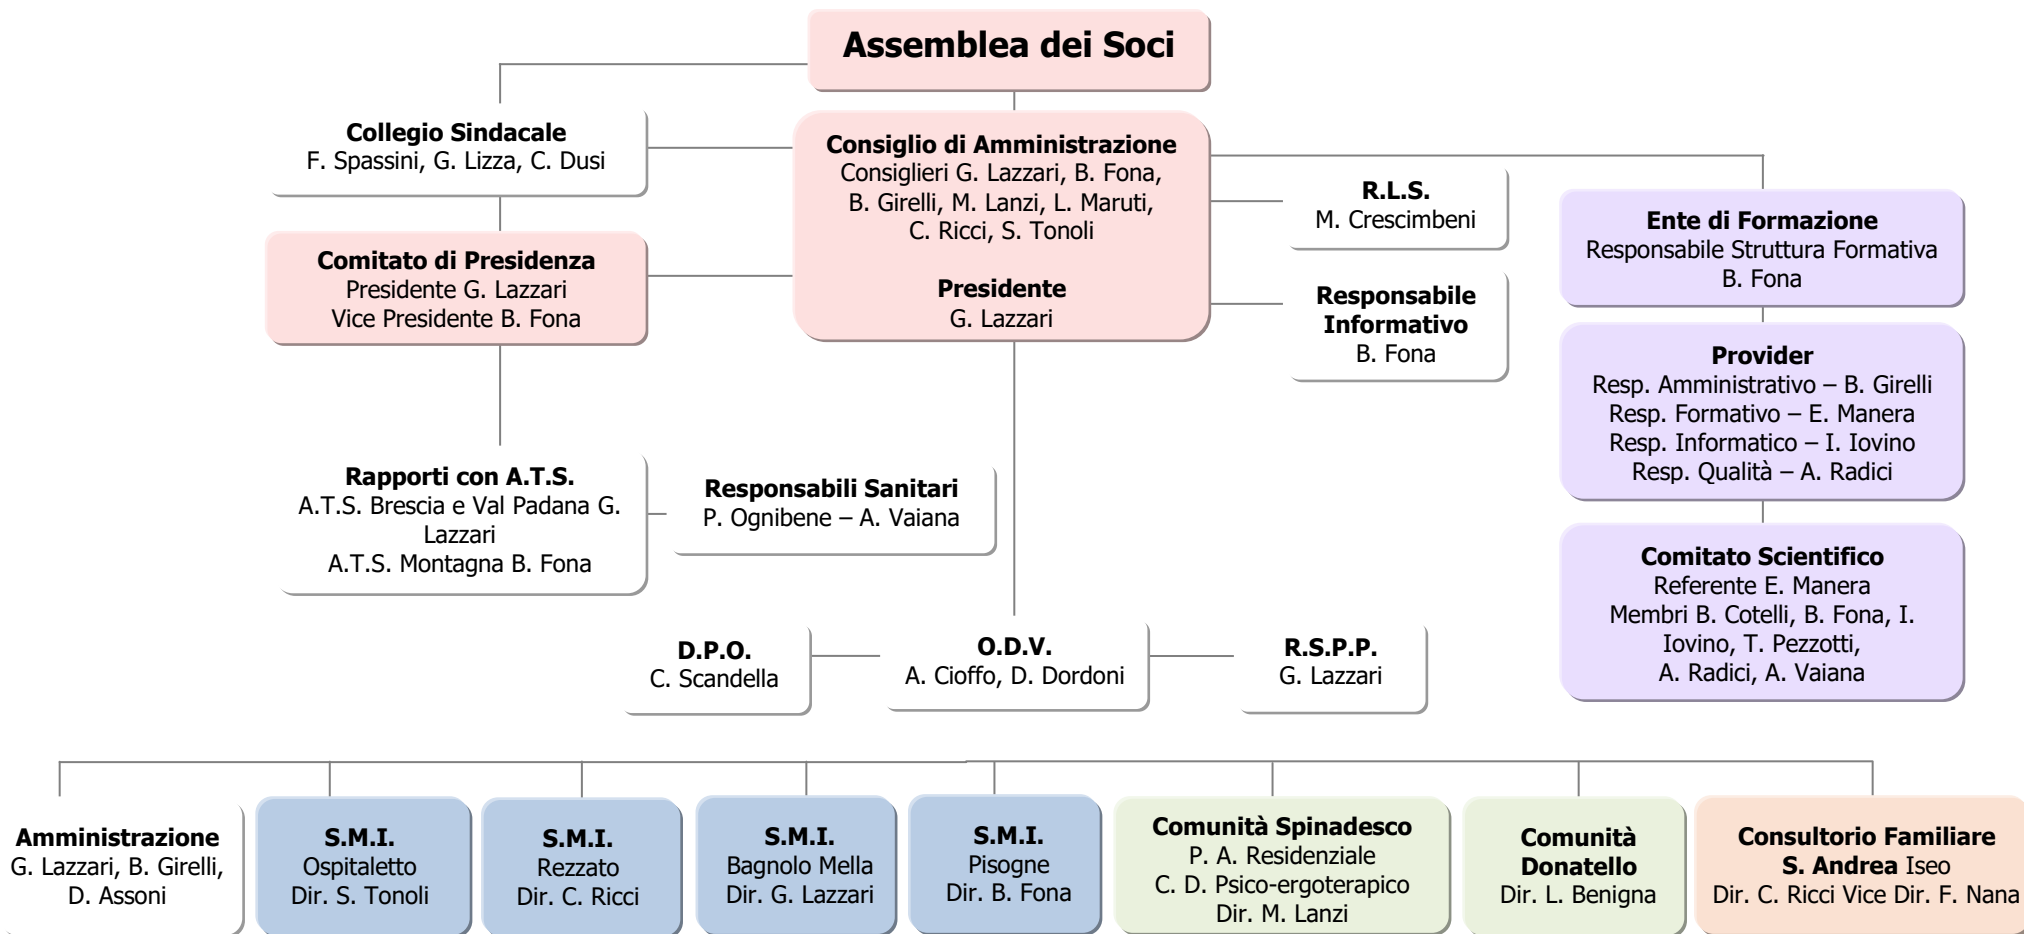 Assemblea dei Soci
Collegio Sindacale
F. Spassini, G. Lizza, C. Dusi
Consiglio di Amministrazione
Consiglieri G. Lazzari, B. Fona,
B. Girelli, M. Lanzi, L. Maruti,
C. Ricci, S. Tonoli
Presidente
G. Lazzari
R.L.S.
M. Crescimbeni
Ente di Formazione
Responsabile Struttura Formativa
B. Fona
Comitato di Presidenza
Presidente G. Lazzari
Vice Presidente B. Fona
Responsabile
Informativo
B. Fona
Provider
Resp. Amministrativo – B. Girelli
Resp. Formativo – E. Manera
Resp. Informatico – I. Iovino
Resp. Qualità – A. Radici
Rapporti con A.T.S.
A.T.S. Brescia e Val Padana G.
Lazzari
A.T.S. Montagna B. Fona
Responsabili Sanitari
P. Ognibene – A. Vaiana
Comitato Scientifico
Referente E. Manera
Membri B. Cotelli, B. Fona, I.
Iovino, T. Pezzotti,
A. Radici, A. Vaiana
D.P.O.
C. Scandella
O.D.V.
A. Cioffo, D. Dordoni
R.S.P.P.
G. Lazzari
Amministrazione
G. Lazzari, B. Girelli,
D. Assoni
S.M.I.
Ospitaletto
Dir. S. Tonoli
S.M.I.
Rezzato
Dir. C. Ricci
S.M.I.
Bagnolo Mella
Dir. G. Lazzari
S.M.I.
Pisogne
Dir. B. Fona
Comunità Spinadesco
P. A. Residenziale
C. D. Psico-ergoterapico
Dir. M. Lanzi
Comunità
Donatello
Dir. L. Benigna
Consultorio Familiare
S. Andrea Iseo
Dir. C. Ricci Vice Dir. F. Nana